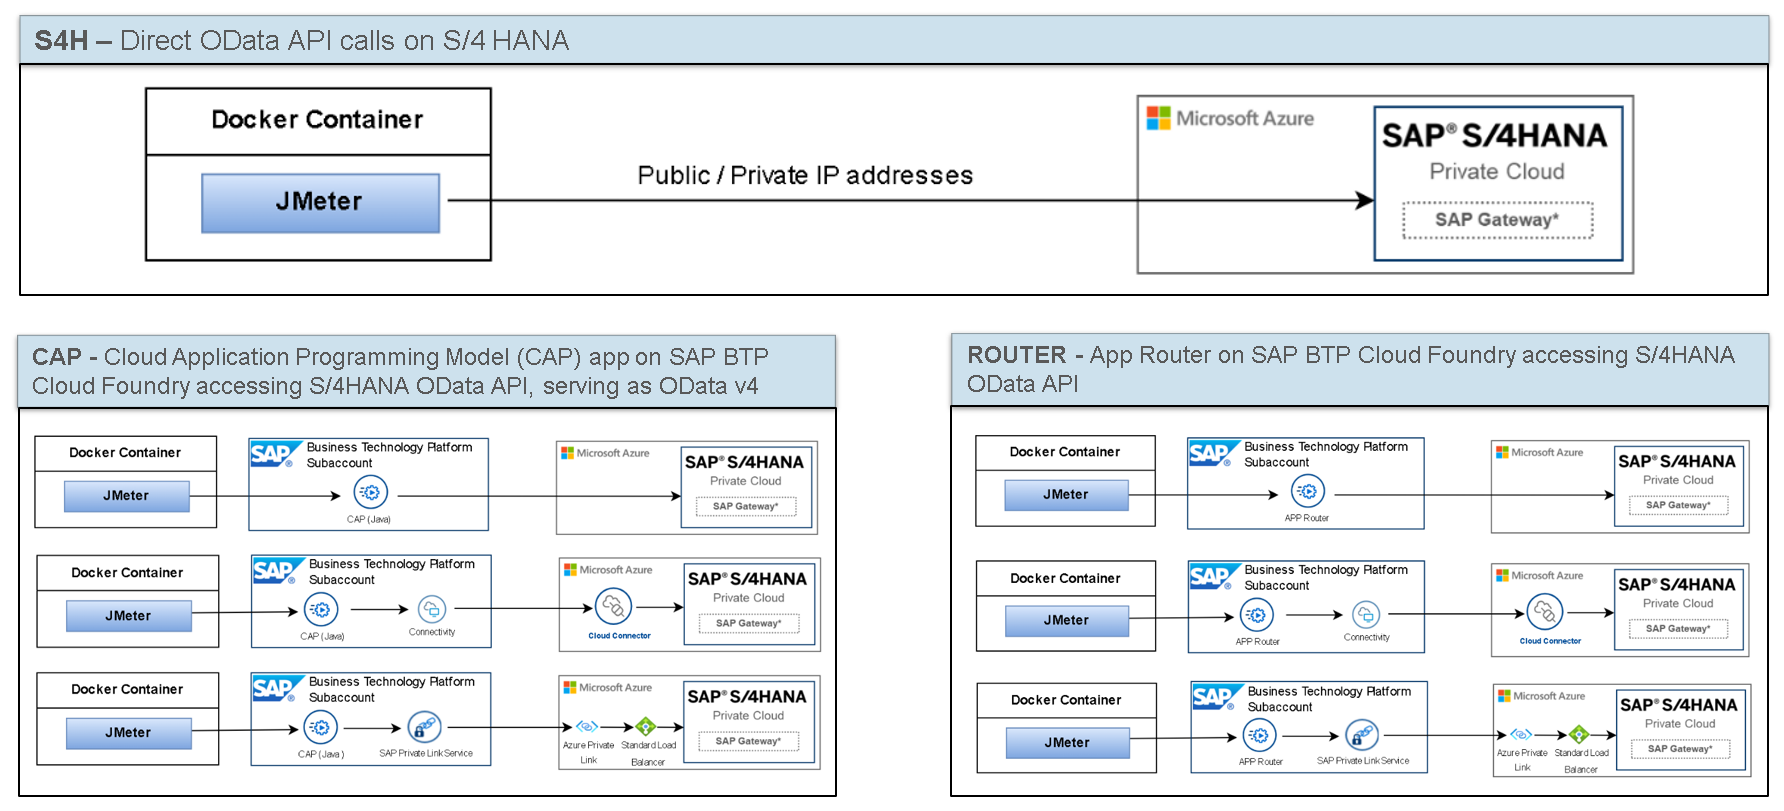 S4H – Direct OData API calls on S/4 HANA
Docker Container
JMeter
Public / Private IP addresses
Microsoft Azure
SAP® S/4HANA
Private Cloud
SAP Gateway*
CAP - Cloud Application Programming Model (CAP) app on SAP BTP
Cloud Foundry accessing S/4HANA OData API, serving as OData v4
Docker Container
JMeter
SAP®
Business Technology Platform
Subaccount
CAP (Java)
Microsoft Azure
SAP® S/4HANA
Private Cloud
SAP Gateway*
Docker Container
JMeter
SAP®
Business Technology Platform
Subaccount
CAP (Java)
Connectivity
Microsoft Azure
Cloud Connector
SAP® S/4HANA
Private Cloud
SAP Gateway*
Docker Container
JMeter
SAP®
Business Technology Platform
Subaccount
CAP (Java )
SAP Private Link Service
Microsoft Azure
Azure Private
Link
Standard Load
Balancer
SAP® S/4HANA
Private Cloud
SAP Gateway*
ROUTER - App Router on SAP BTP Cloud Foundry accessing S/4HANA
OData API
Docker Container
JMeter
SAP®
Business Technology Platform
Subaccount
APP Router
Microsoft Azure
SAP® S/4HANA
Private Cloud
SAP Gateway*
Docker Container
JMeter
SAP®
Business Technology Platform
Subaccount
APP Router
Connectivity
Microsoft Azure
Cloud Connector
SAP® S/4HANA
Private Cloud
SAP Gateway*
Docker Container
JMeter
SAP®
Business Technology Platform
Subaccount
APP Router
SAP Private Link Service
Microsoft Azure
Azure Private
Link
Standard Load
Balancer
SAP® S/4HANA
Private Cloud
SAP Gateway*